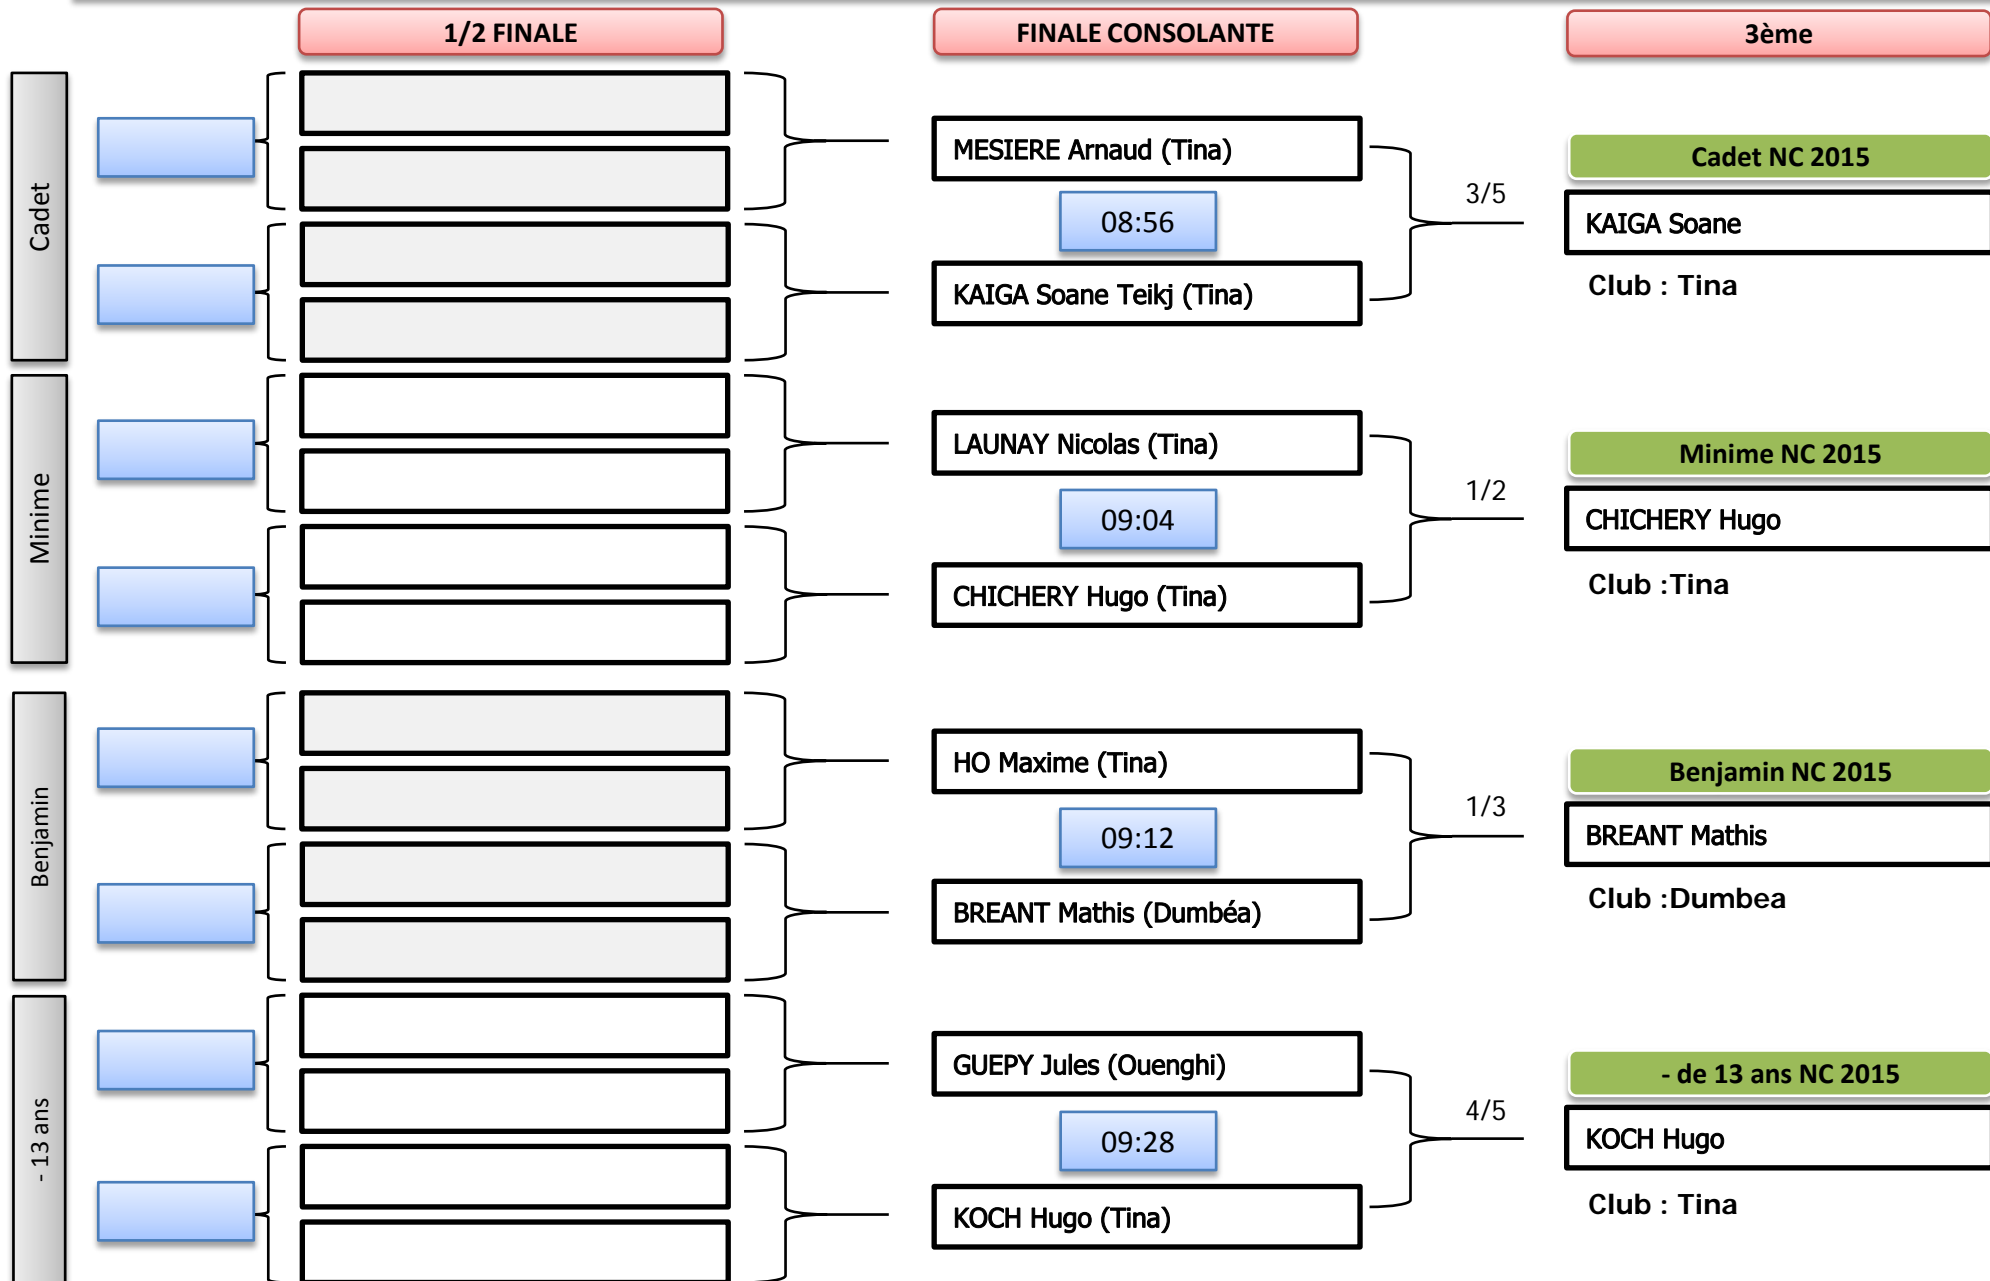 1/2 FINALE
FINALE CONSOLANTE
3ème
Cadet
MESIERE Arnaud (Tina)
08:56
KAIGA Soane Teikj (Tina)
3/5
Cadet NC 2015
KAIGA Soane
Club : Tina
Minime
LAUNAY Nicolas (Tina)
09:04
CHICHERY Hugo (Tina)
1/2
Minime NC 2015
CHICHERY Hugo
Club :Tina
Benjamin
HO Maxime (Tina)
09:12
BREANT Mathis (Dumbéa)
1/3
Benjamin NC 2015
BREANT Mathis
Club :Dumbea
- 13 ans
GUEPY Jules (Ouenghi)
09:28
KOCH Hugo (Tina)
4/5
- de 13 ans NC 2015
KOCH Hugo
Club : Tina